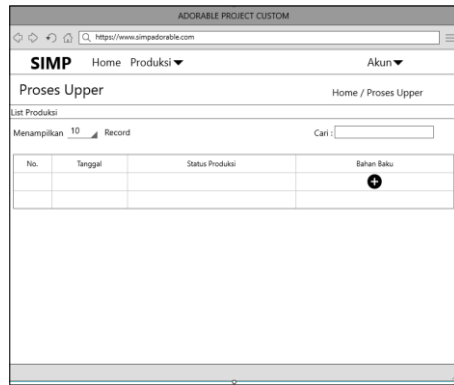 ADORABLE PROJECT CUSTOM
https://www.simpadorable.com
SIMP Home Produksi Akun
Proses Upper Home / Proses Upper
List Produksi
Menampilkan 10 Record Cari :
No. Tanggal Status Produksi Bahan Baku